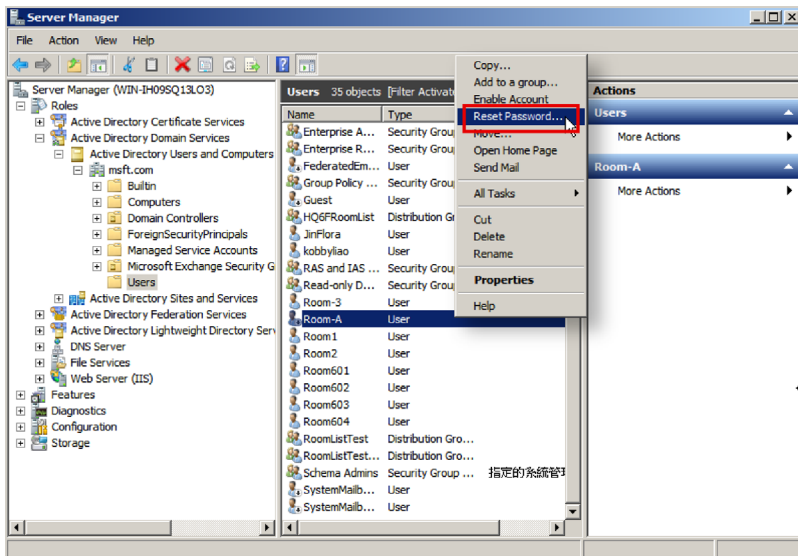 Server Manager
File Action View Help
Server Manager (WIN-IH09SQ13LO3)
Roles
Active Directory Certificate Services
Active Directory Domain Services
Active Directory Users and Computers
msft.com
Builtin
Computers
Domain Controllers
ForeignSecurityPrincipals
Managed Service Accounts
Microsoft Exchange Security G
Users
Active Directory Sites and Services
Active Directory Federation Services
Active Directory Lightweight Directory Serv
DNS Server
File Services
Web Server (IIS)
Features
Diagnostics
Configuration
Storage
Users 35 objects [Filter Activate
Name Type
Enterprise A... Security Grou
Enterprise R... Security Grou
FederatedEm... User
Group Policy ... Security Grou
Guest User
HQ6FRoomList Distribution Gr
JinFlora User
kobbyliao User
RAS and IAS ... Security Grou
Read-only D... Security Grou
Room-3 User
Room-A User
Room1 User
Room2 User
Room601 User
Room602 User
Room603 User
Room604 User
RoomListTest Distribution Gro...
RoomListTest... Distribution Gro...
Schema Admins Security Group ... 指定的系統管理
SystemMailb... User
SystemMailb... User
Copy...
Add to a group...
Enable Account
Reset Password...
Move...
Open Home Page
Send Mail
All Tasks
Cut
Delete
Rename
Properties
Help
Actions
Users
More Actions
Room-A
More Actions